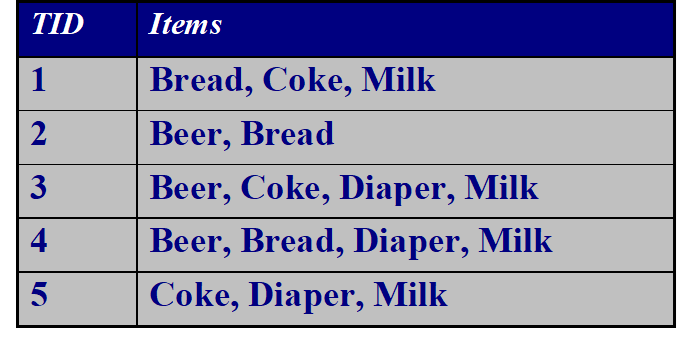 TID Items
1 Bread, Coke, Milk
2 Beer, Bread
3 Beer, Coke, Diaper, Milk
4 Beer, Bread, Diaper, Milk
5 Coke, Diaper, Milk